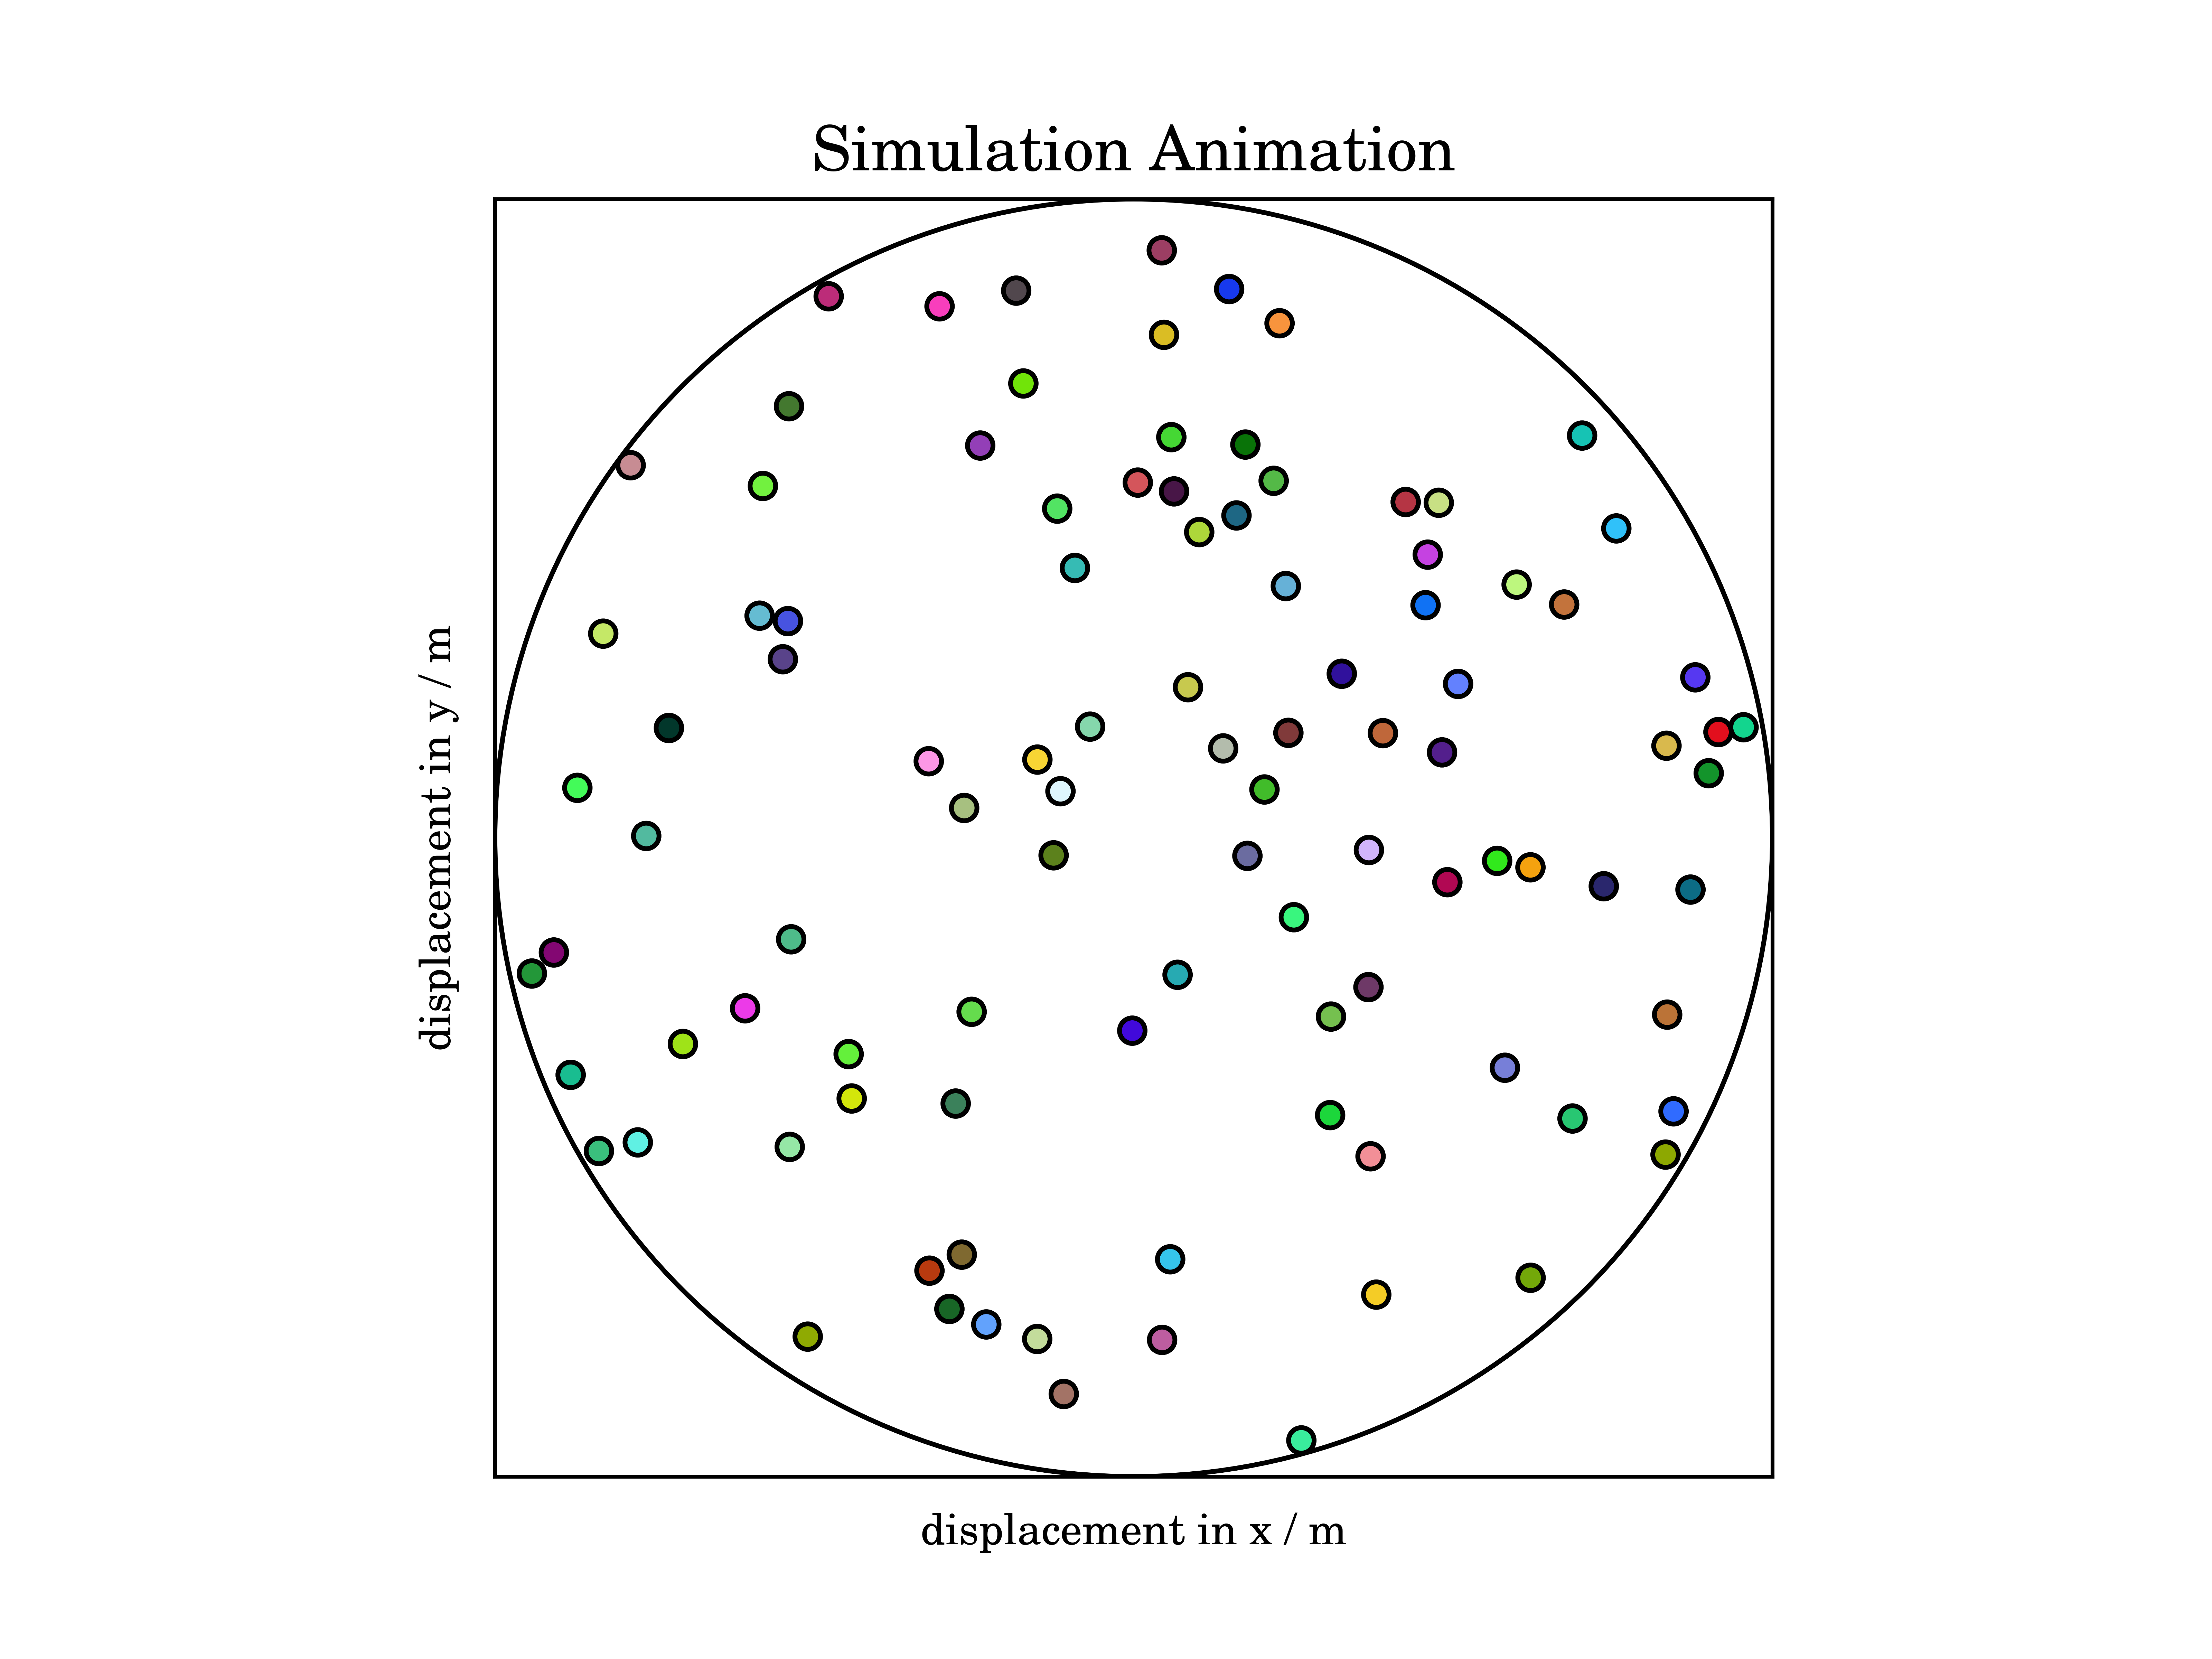 Simulation Animation
displacement in y / m
displacement in x / m